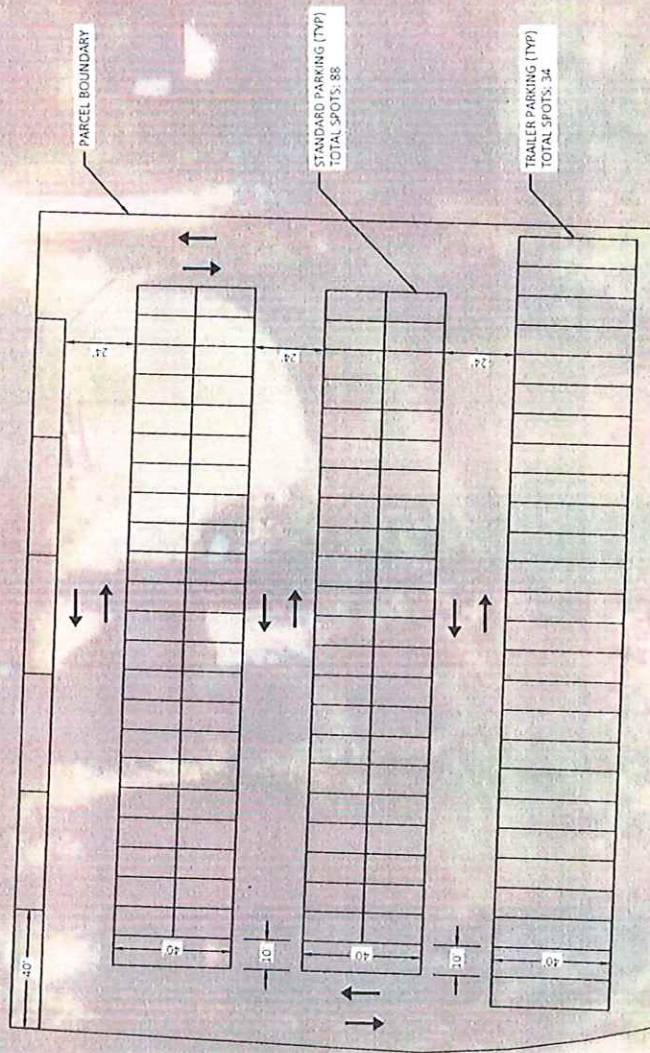 PARCEL BOUNDARY
STANDARD PARKING (TYP)
TOTAL SPOTS: 88
TRAILER PARKING (TYP)
TOTAL SPOTS: 34
24'
24'
24'
40'
40'
10'
40
10'
40'